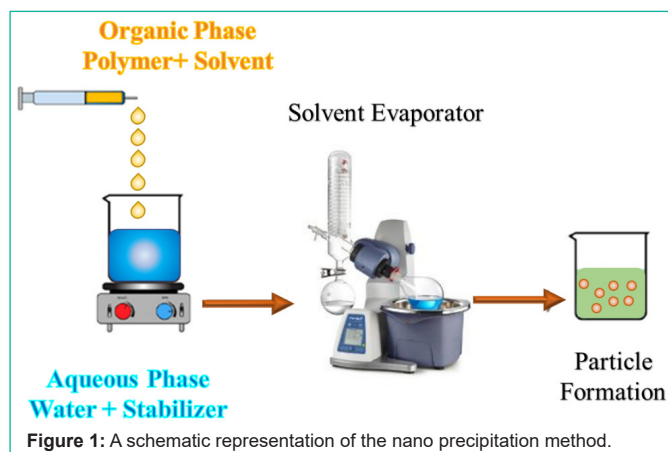 Organic Phase
Polymer+ Solvent
Solvent Evaporator
Aqueous Phase
Water + Stabilizer
Particle
Formation
Figure 1: A schematic representation of the nano precipitation method.